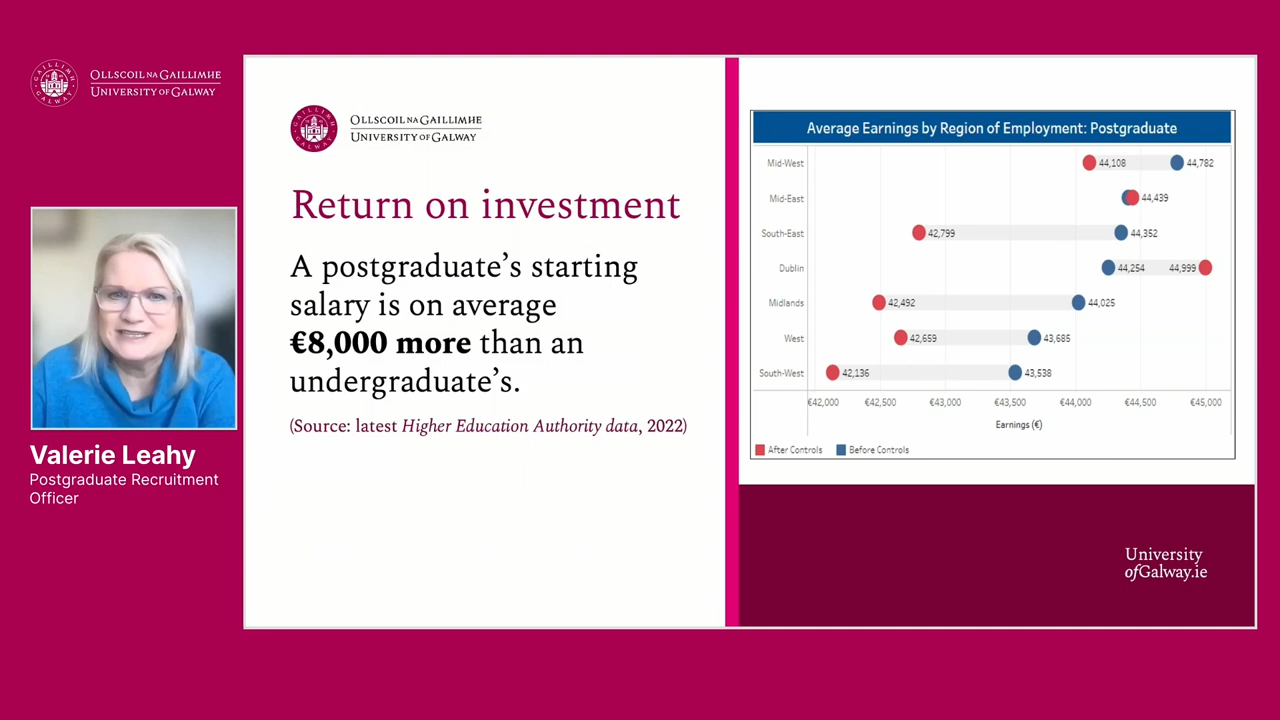 OLLSCOIL NA GAILLIMHE
UNIVERSITY OF GALWAY
Valerie Leahy
Postgraduate Recruitment
Officer
OLLSCOIL NA GAILLIMHE
UNIVERSITY OF GALWAY
Return on investment
A postgraduate’s starting
salary is on average
€8,000 more than an
undergraduate’s.
(Source: latest Higher Education Authority data, 2022)
Average Earnings by Region of Employment: Postgraduate
Mid-West 44,108 44,782
Mid-East 44,439
South-East 42,799 44,352
Dublin 44,254 44,999
Midlands 42,492 44,025
West 42,659 43,685
South-West 42,136 43,538
€42,000 €42,500 €43,000 €43,500 €44,000 €44,500 €45,000
Earnings (€)
After Controls Before Controls
University
ofGalway.ie